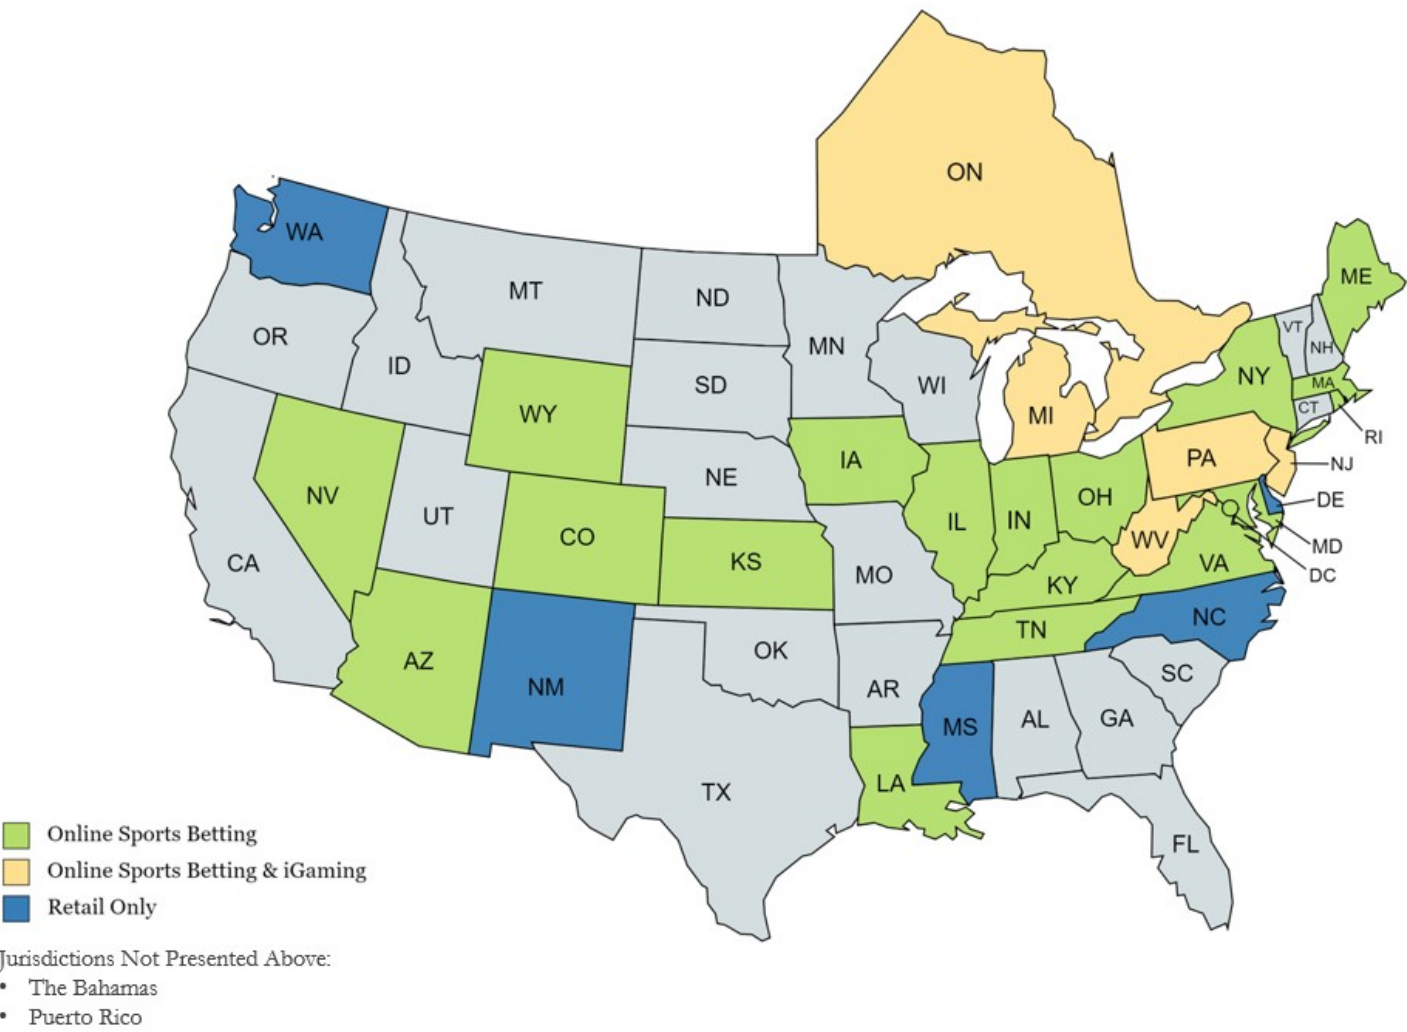 ON
WA
ME
MT
ND
VT
OR
MN
NH
ID
SD
WI
NY
MA
CT
WY
MI
RI
IA
PA
NJ
NE
NV
OH
DE
UT
IL
IN
CO
WV
MD
KS
VA
CA
MO
DC
KY
NC
TN
OK
AZ
SC
NM
AR
MS
AL
GA
LA
TX
FL
Online Sports Betting
Online Sports Betting & iGaming
Retail Only
Jurisdictions Not Presented Above:
• The Bahamas
• Puerto Rico